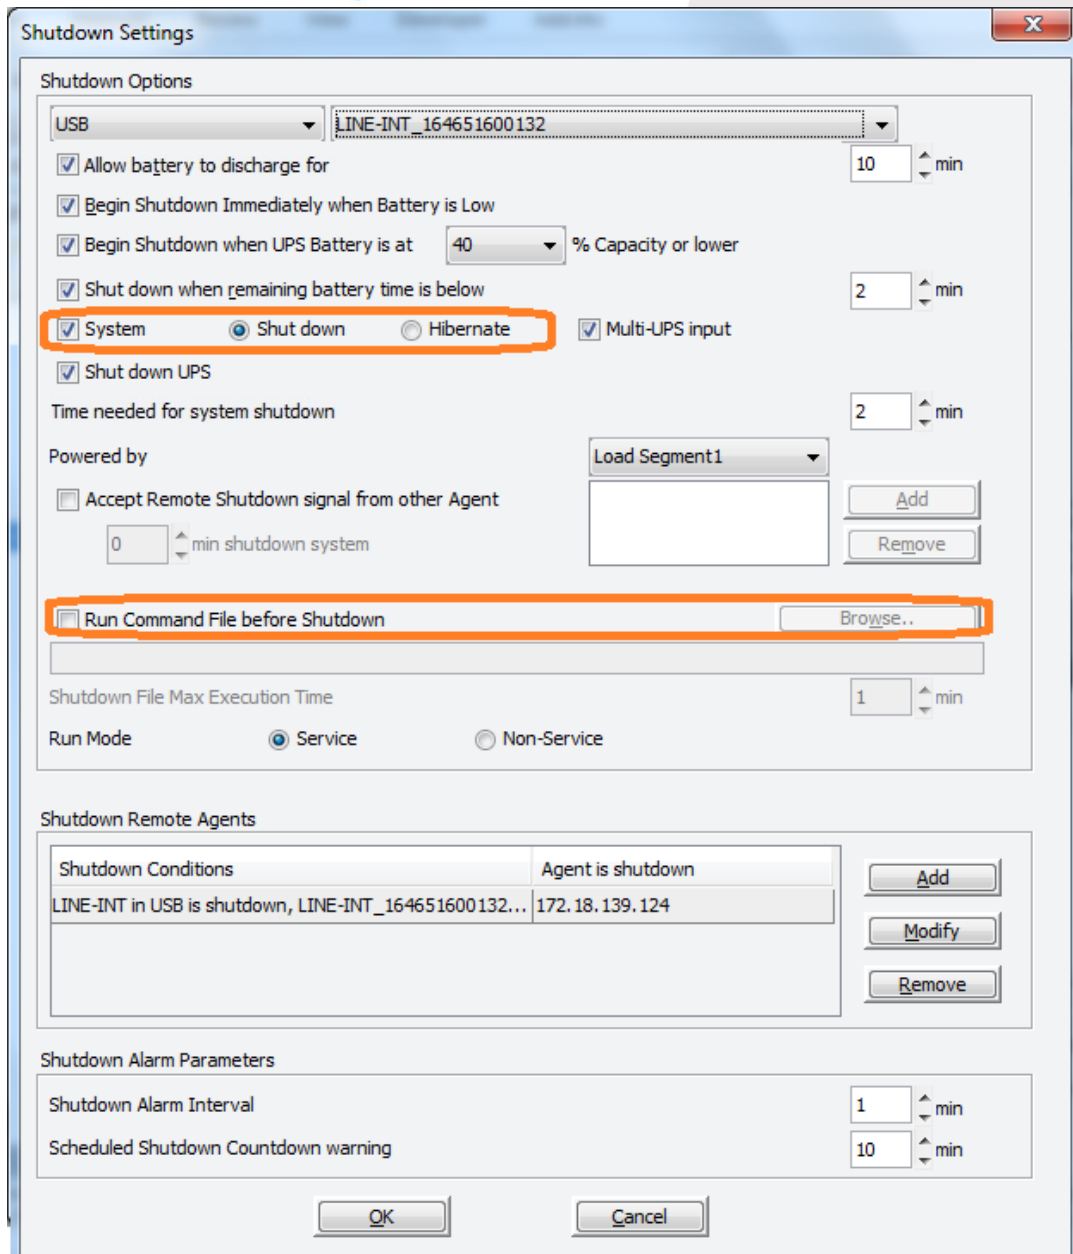 Shutdown Settings
Shutdown Options
USB LINE-INT_164651600132
Allow battery to discharge for 10 min
Begin Shutdown Immediately when Battery is Low
Begin Shutdown when UPS Battery is at 40 % Capacity or lower
Shut down when remaining battery time is below 2 min
System Shut down Hibernate Multi-UPS input
Shut down UPS
Time needed for system shutdown 2 min
Powered by Load Segment1
Accept Remote Shutdown signal from other Agent Add
0 min shutdown system Remove
Run Command File before Shutdown Browse..
Shutdown File Max Execution Time 1 min
Run Mode Service Non-Service
Shutdown Remote Agents
Shutdown Conditions Agent is shutdown
Add
LINE-INT in USB is shutdown, LINE-INT_164651600132... 172.18.139.124
Modify
Remove
Shutdown Alarm Parameters
Shutdown Alarm Interval 1 min
Scheduled Shutdown Countdown warning 10 min
OK Cancel